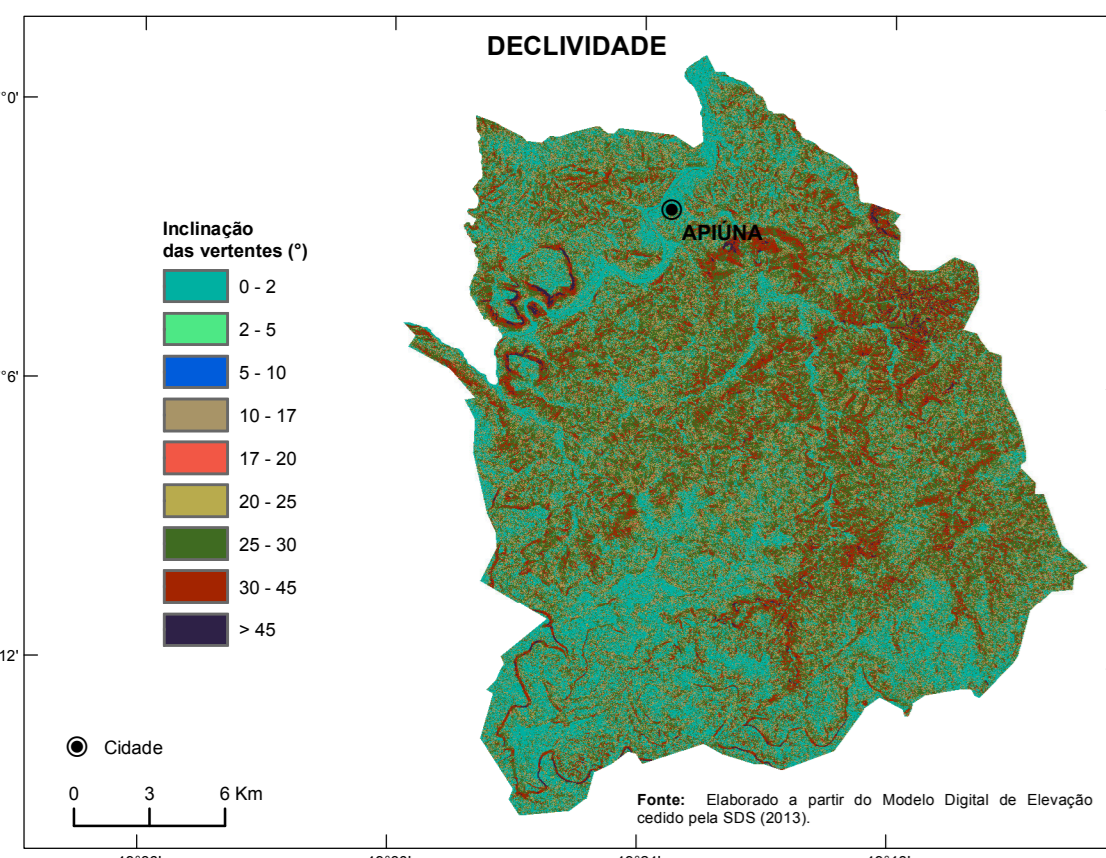 DECLIVIDADE
°0'
APIÚNA
Inclinação
das vertentes (°)
0 - 2
2 - 5
5 - 10
°6'
10 - 17
17 - 20
20 - 25
25 - 30
30 - 45
> 45
12'
Cidade
0 3 6 Km
Fonte: Elaborado a partir do Modelo Digital de Elevação
cedido pela SDS (2013).